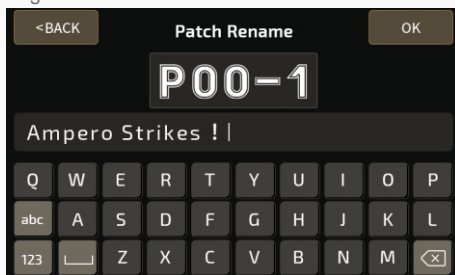 <BACK Patch Rename OK
P00-1
Ampero Strikes !
Q W E R T Y U I O P
abc A S D F G H J K L
123 Z X C V B N M